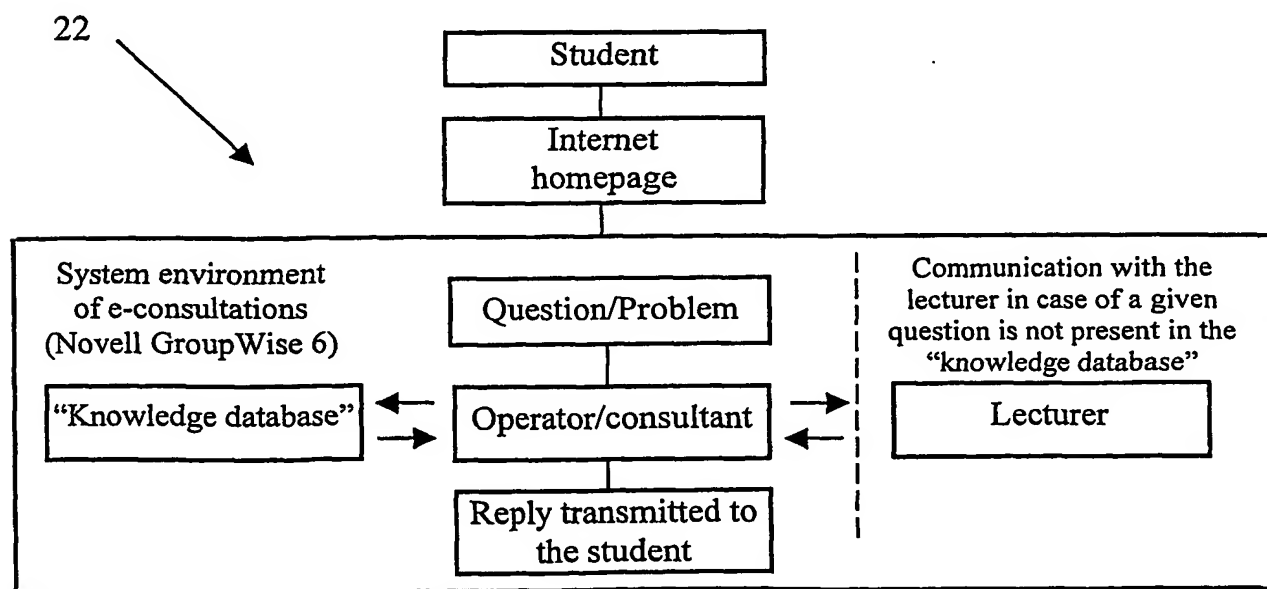 22
Student
Internet
homepage
System environment
of e-consultations
(Novell GroupWise 6)
Question/Problem
Communication with the
lecturer in case of a given
question is not present in the
“knowledge database”
“Knowledge database”
Operator/consultant
Lecturer
Reply transmitted to
the student